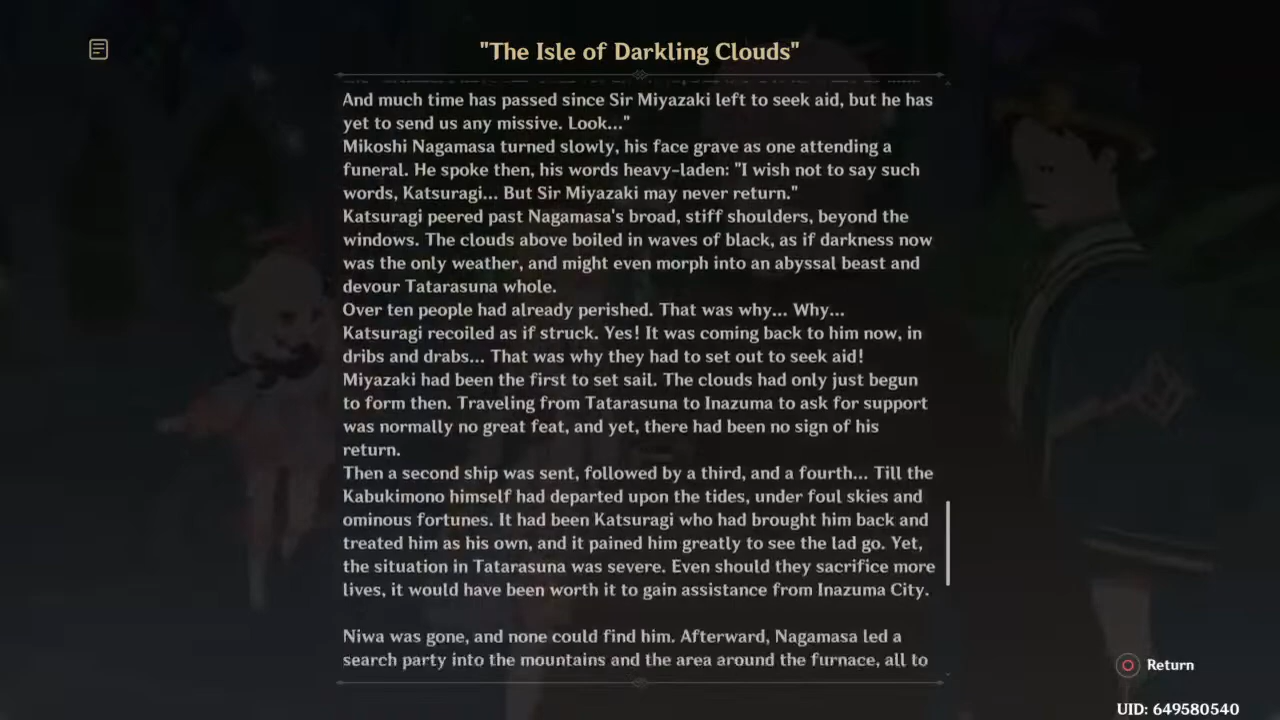 "The Isle of Darkling Clouds"
And much time has passed since Sir Miyazaki left to seek aid, but he has
yet to send us any missive. Look..."
Mikoshi Nagamasa turned slowly, his face grave as one attending a
funeral. He spoke then, his words heavy-laden: "I wish not to say such
words, Katsuragi... But Sir Miyazaki may never return."
Katsuragi peered past Nagamasa's broad, stiff shoulders, beyond the
windows. The clouds above boiled in waves of black, as if darkness now
was the only weather, and might even morph into an abyssal beast and
devour Tatarasuna whole.
Over ten people had already perished. That was why... Why...
Katsuragi recoiled as if struck. Yes! It was coming back to him now, in
dribs and drabs... That was why they had to set out to seek aid!
Miyazaki had been the first to set sail. The clouds had only just begun
to form then. Traveling from Tatarasuna to Inazuma to ask for support
was normally no great feat, and yet, there had been no sign of his
return.
Then a second ship was sent, followed by a third, and a fourth... Till the
Kabukimono himself had departed upon the tides, under foul skies and
ominous fortunes. It had been Katsuragi who had brought him back and
treated him as his own, and it pained him greatly to see the lad go. Yet,
the situation in Tatarasuna was severe. Even should they sacrifice more
lives, it would have been worth it to gain assistance from Inazuma City.
Niwa was gone, and none could find him. Afterward, Nagamasa led a
search party into the mountains and the area around the furnace, all to
Return
UID: 649580540